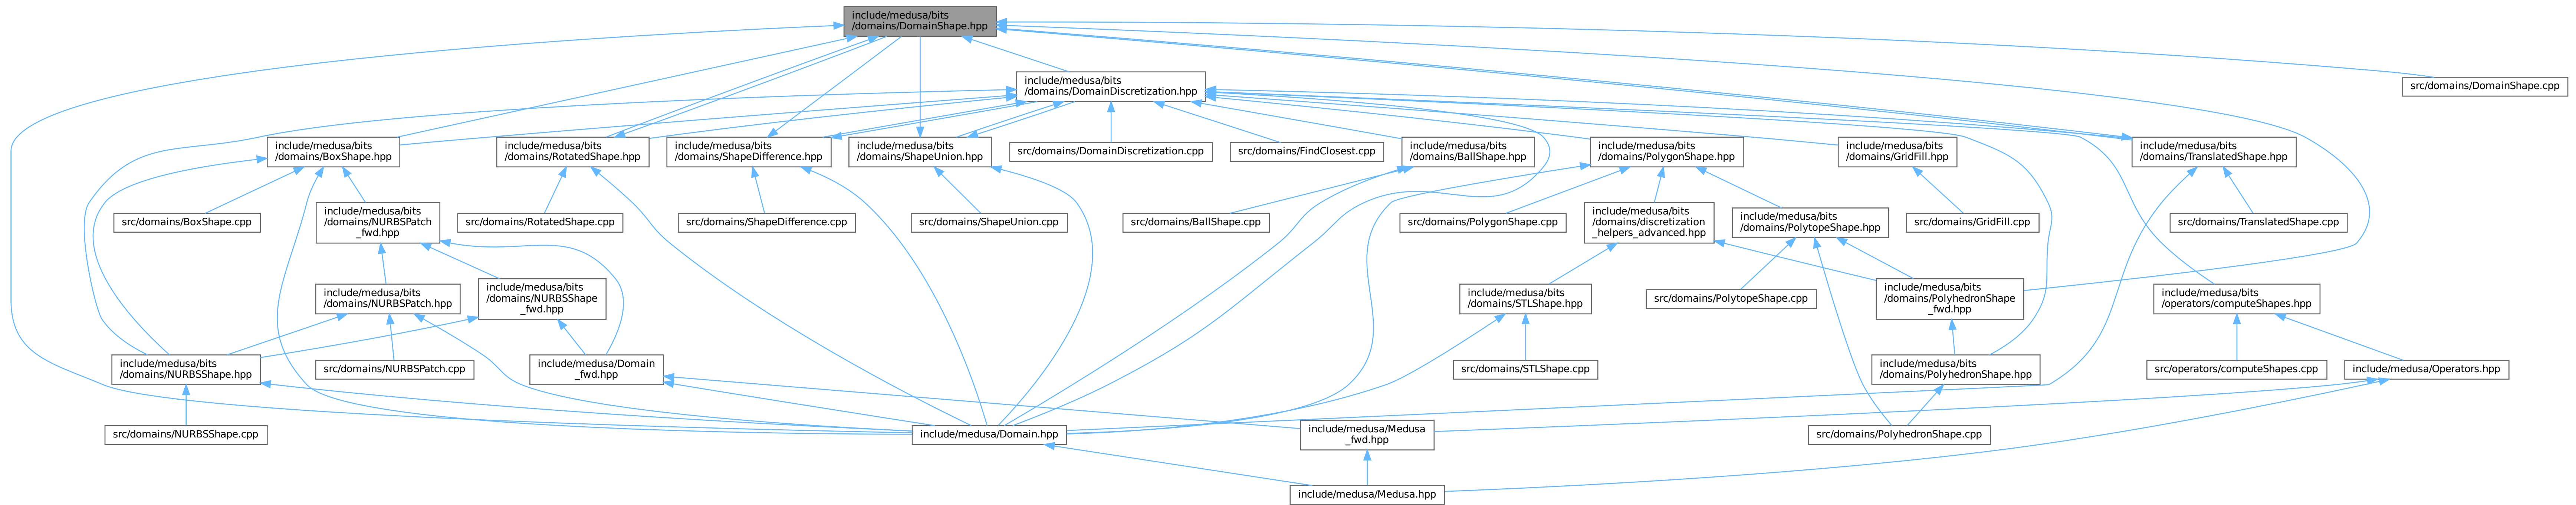 include/medusa/bits
/domains/DomainShape.hpp
include/medusa/bits
/domains/DomainDiscretization.hpp
src/domains/DomainShape.cpp
include/medusa/bits
/domains/BoxShape.hpp
include/medusa/bits
/domains/RotatedShape.hpp
include/medusa/bits
/domains/ShapeDifference.hpp
include/medusa/bits
/domains/ShapeUnion.hpp
src/domains/DomainDiscretization.cpp
src/domains/FindClosest.cpp
include/medusa/bits
/domains/BallShape.hpp
include/medusa/bits
/domains/PolygonShape.hpp
include/medusa/bits
/domains/GridFill.hpp
include/medusa/bits
/domains/TranslatedShape.hpp
src/domains/BoxShape.cpp
include/medusa/bits
/domains/NURBSPatch
_fwd.hpp
src/domains/RotatedShape.cpp
src/domains/ShapeDifference.cpp
src/domains/ShapeUnion.cpp
src/domains/BallShape.cpp
src/domains/PolygonShape.cpp
include/medusa/bits
/domains/discretization
_helpers_advanced.hpp
include/medusa/bits
/domains/PolytopeShape.hpp
src/domains/GridFill.cpp
src/domains/TranslatedShape.cpp
include/medusa/bits
/domains/NURBSPatch.hpp
include/medusa/bits
/domains/NURBSShape
_fwd.hpp
include/medusa/bits
/domains/STLShape.hpp
src/domains/PolytopeShape.cpp
include/medusa/bits
/domains/PolyhedronShape
_fwd.hpp
include/medusa/bits
/operators/computeShapes.hpp
include/medusa/bits
/domains/NURBSShape.hpp
src/domains/NURBSPatch.cpp
include/medusa/Domain
_fwd.hpp
src/domains/STLShape.cpp
include/medusa/bits
/domains/PolyhedronShape.hpp
src/operators/computeShapes.cpp
include/medusa/Operators.hpp
src/domains/NURBSShape.cpp
include/medusa/Domain.hpp
include/medusa/Medusa
_fwd.hpp
src/domains/PolyhedronShape.cpp
include/medusa/Medusa.hpp